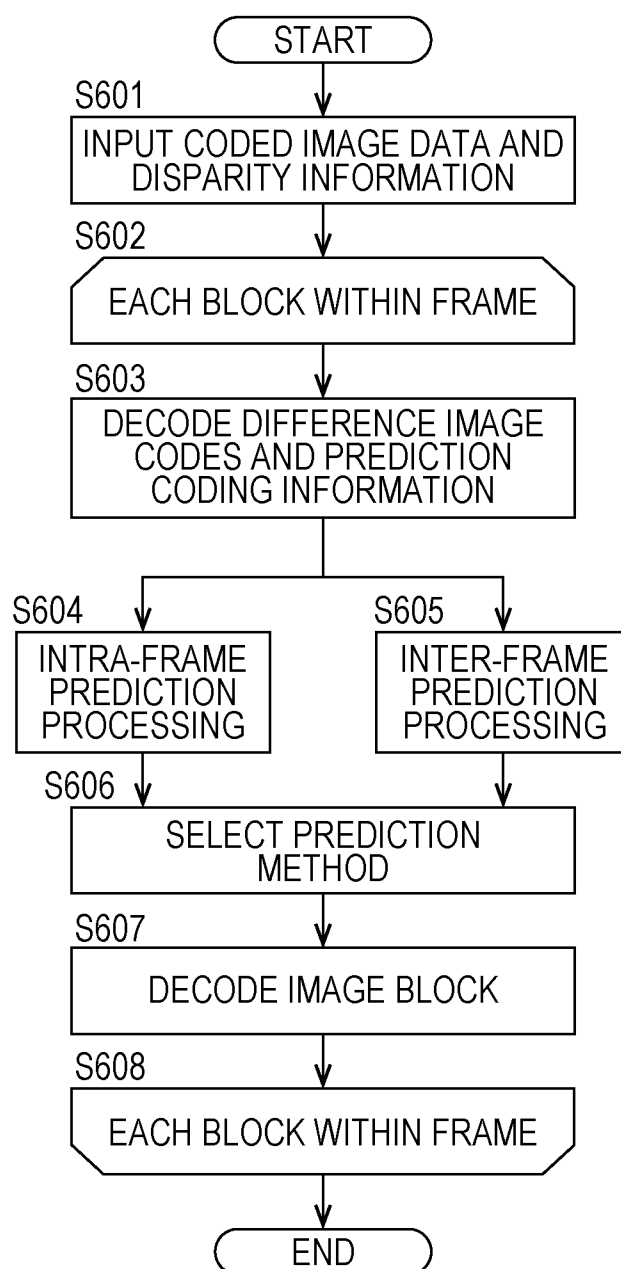 START
S601
INPUT CODED IMAGE DATA AND
DISPARITY INFORMATION
S602
EACH BLOCK WITHIN FRAME
S603
DECODE DIFFERENCE IMAGE
CODES AND PREDICTION
CODING INFORMATION
S604
INTRA-FRAME
PREDICTION
PROCESSING
S605
INTER-FRAME
PREDICTION
PROCESSING
S606
SELECT PREDICTION
METHOD
S607
DECODE IMAGE BLOCK
S608
EACH BLOCK WITHIN FRAME
END